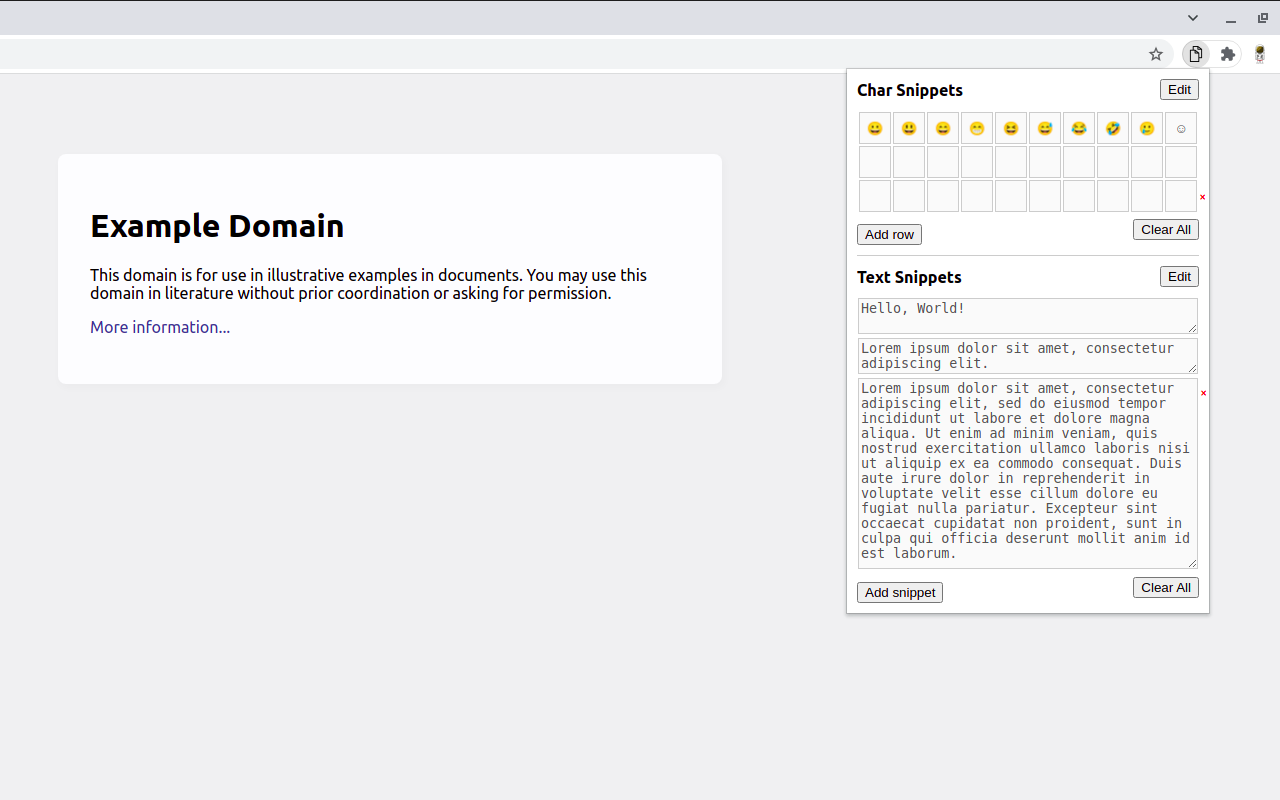 Example Domain
This domain is for use in illustrative examples in documents. You may use this
domain in literature without prior coordination or asking for permission.
More information...
Char Snippets
Edit
😀 😃 😄 😁 😆 😅 😂 🤣 🥲 ☺
×
Add row
Clear All
Text Snippets
Edit
Hello, World!
Lorem ipsum dolor sit amet, consectetur
adipiscing elit.
Lorem ipsum dolor sit amet, consectetur
adipiscing elit, sed do eiusmod tempor
incididunt ut labore et dolore magna
aliqua. Ut enim ad minim veniam, quis
nostrud exercitation ullamco laboris nisi
ut aliquip ex ea commodo consequat. Duis
aute irure dolor in reprehenderit in
voluptate velit esse cillum dolore eu
fugiat nulla pariatur. Excepteur sint
occaecat cupidatat non proident, sunt in
culpa qui officia deserunt mollit anim id
est laborum.
×
Add snippet
Clear All